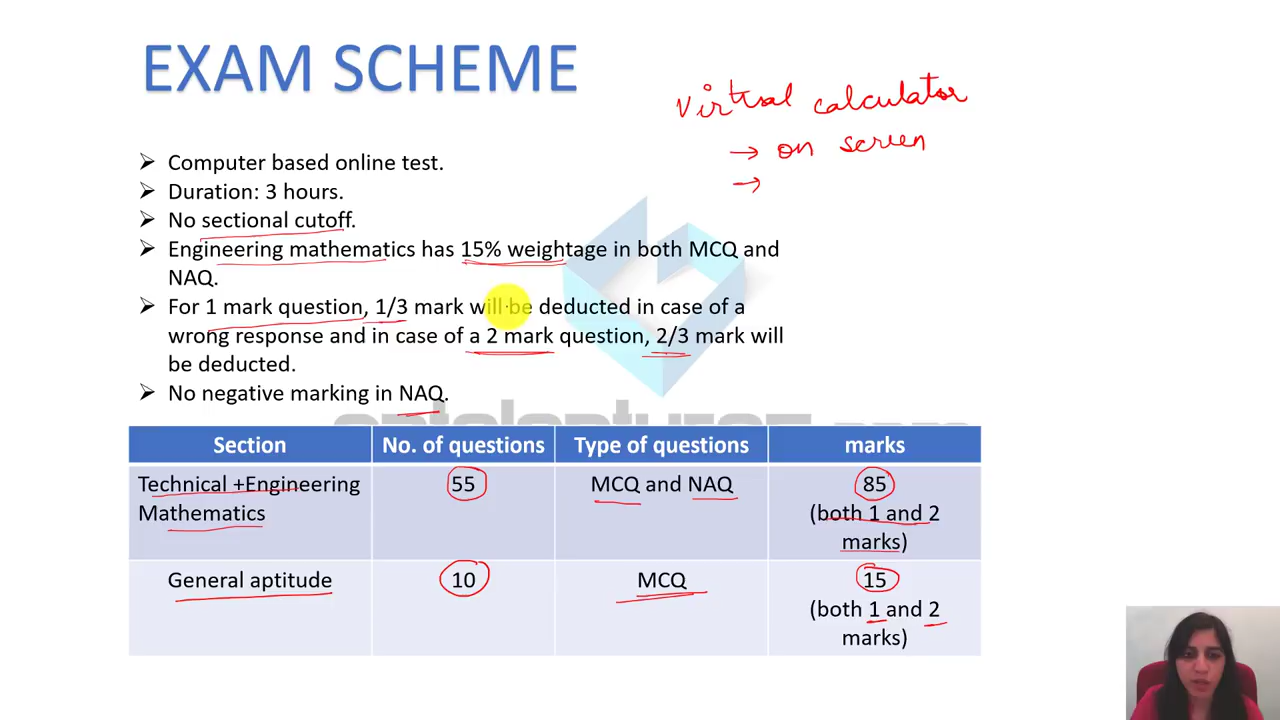 EXAM SCHEME
Virtual calculator
→ on screen
→
➢ Computer based online test.
➢ Duration: 3 hours.
➢ No sectional cutoff.
➢ Engineering mathematics has 15% weightage in both MCQ and
NAQ.
➢ For 1 mark question, 1/3 mark will be deducted in case of a
wrong response and in case of a 2 mark question, 2/3 mark will
be deducted.
➢ No negative marking in NAQ.
Section No. of questions Type of questions marks
Technical +Engineering 55 MCQ and NAQ 85
Mathematics (both 1 and 2
marks)
General aptitude 10 MCQ 15
(both 1 and 2
marks)